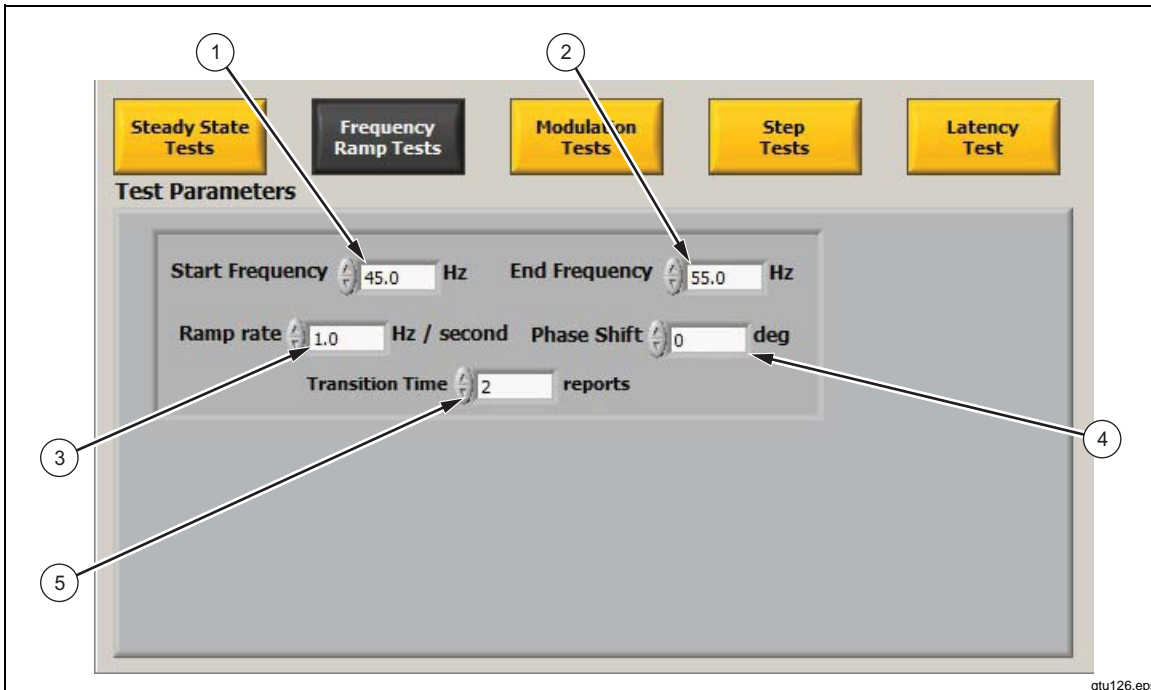 1 2
Steady State Tests
Frequency Ramp Tests
Modulation Tests
Step Tests
Latency Test
Test Parameters
Start Frequency 45.0 Hz End Frequency 55.0 Hz
Ramp rate 1.0 Hz / second Phase Shift 0 deg
Transition Time 2 reports
3
4
5
gtu126.eps